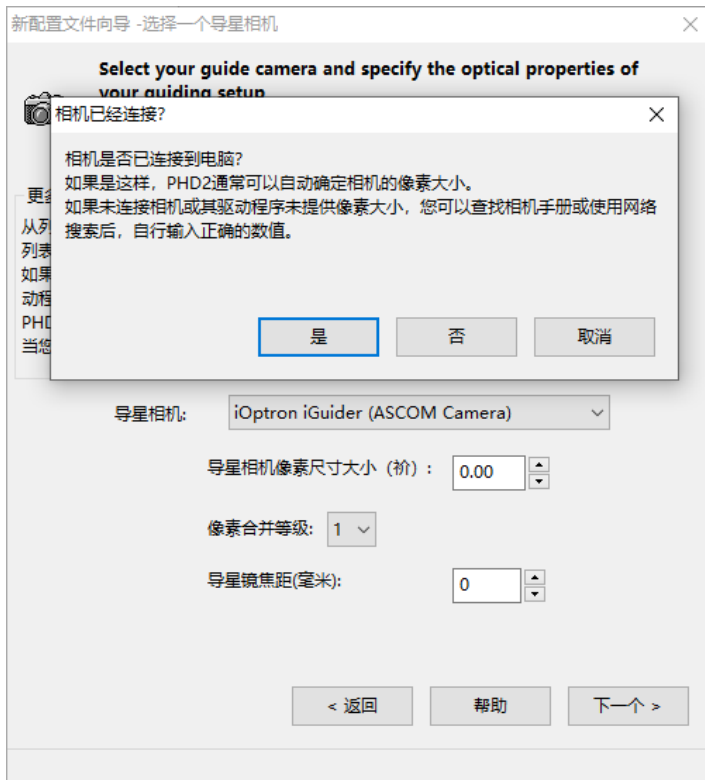 新配置文件向导 -选择一个导星相机
Select your guide camera and specify the optical properties of
your guiding setup
相机已经连接?
相机是否已连接到电脑?
如果是这样，PHD2通常可以自动确定相机的像素大小。
如果未连接相机或其驱动程序未提供像素大小，您可以查找相机手册或使用网络
搜索后，自行输入正确的数值。
是
否
取消
更多
从列
列表
如果
动程
PHD
当您
导星相机:
iOptron iGuider (ASCOM Camera)
导星相机像素尺寸大小（祄）:
0.00
像素合并等级:
1
导星镜焦距(毫米):
0
< 返回
帮助
下一个 >